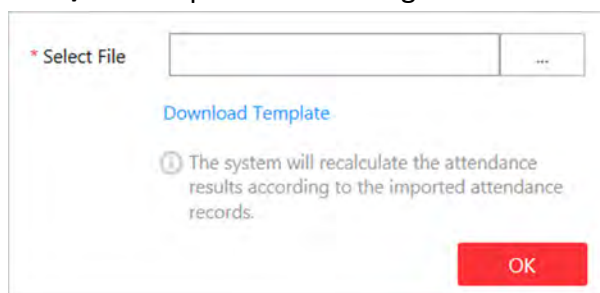 * Select File
...
Download Template
The system will recalculate the attendance
results according to the imported attendance
records.
OK